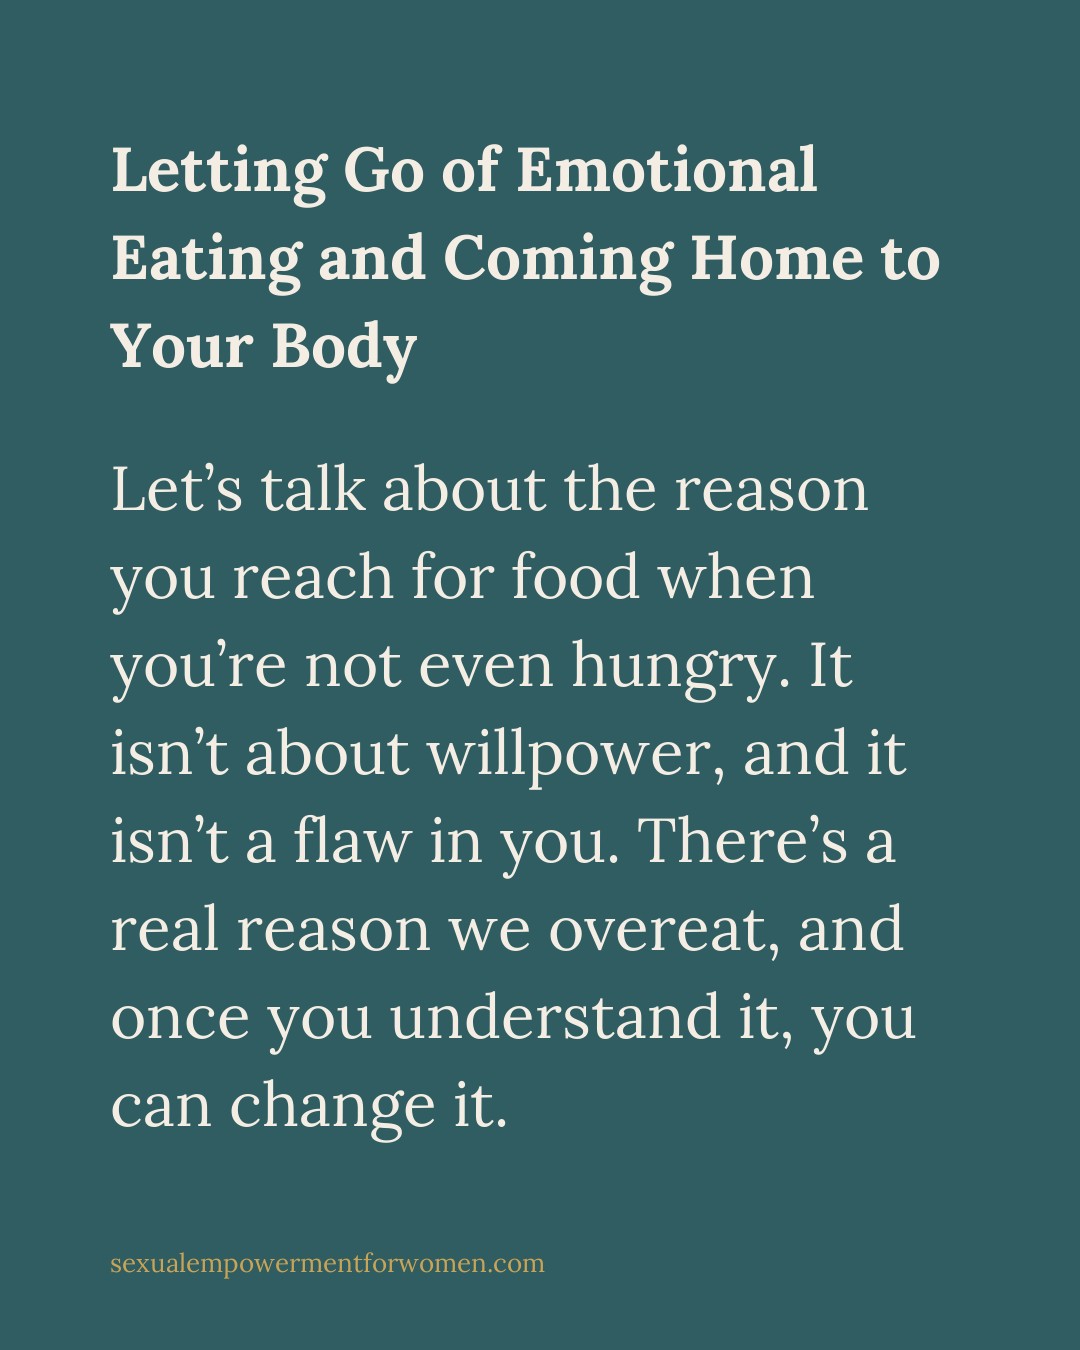 Letting Go of Emotional
Eating and Coming Home to
Your Body
Let’s talk about the reason
you reach for food when
you’re not even hungry. It
isn’t about willpower, and it
isn’t a flaw in you. There’s a
real reason we overeat, and
once you understand it, you
can change it.
sexualempowermentforwomen.com